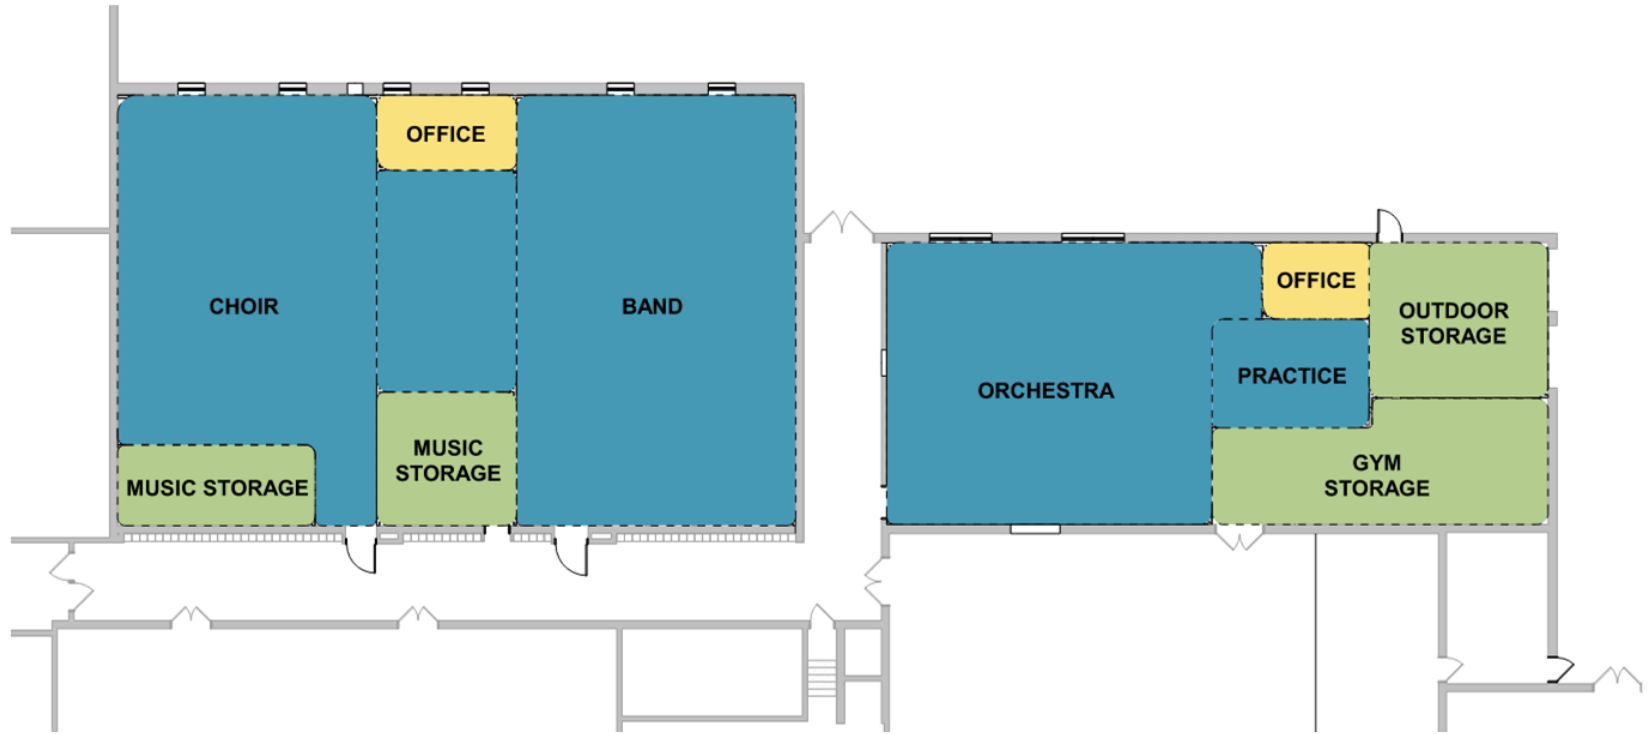 OFFICE
CHOIR
BAND
MUSIC
STORAGE
MUSIC STORAGE
OFFICE
OUTDOOR
STORAGE
PRACTICE
ORCHESTRA
GYM
STORAGE